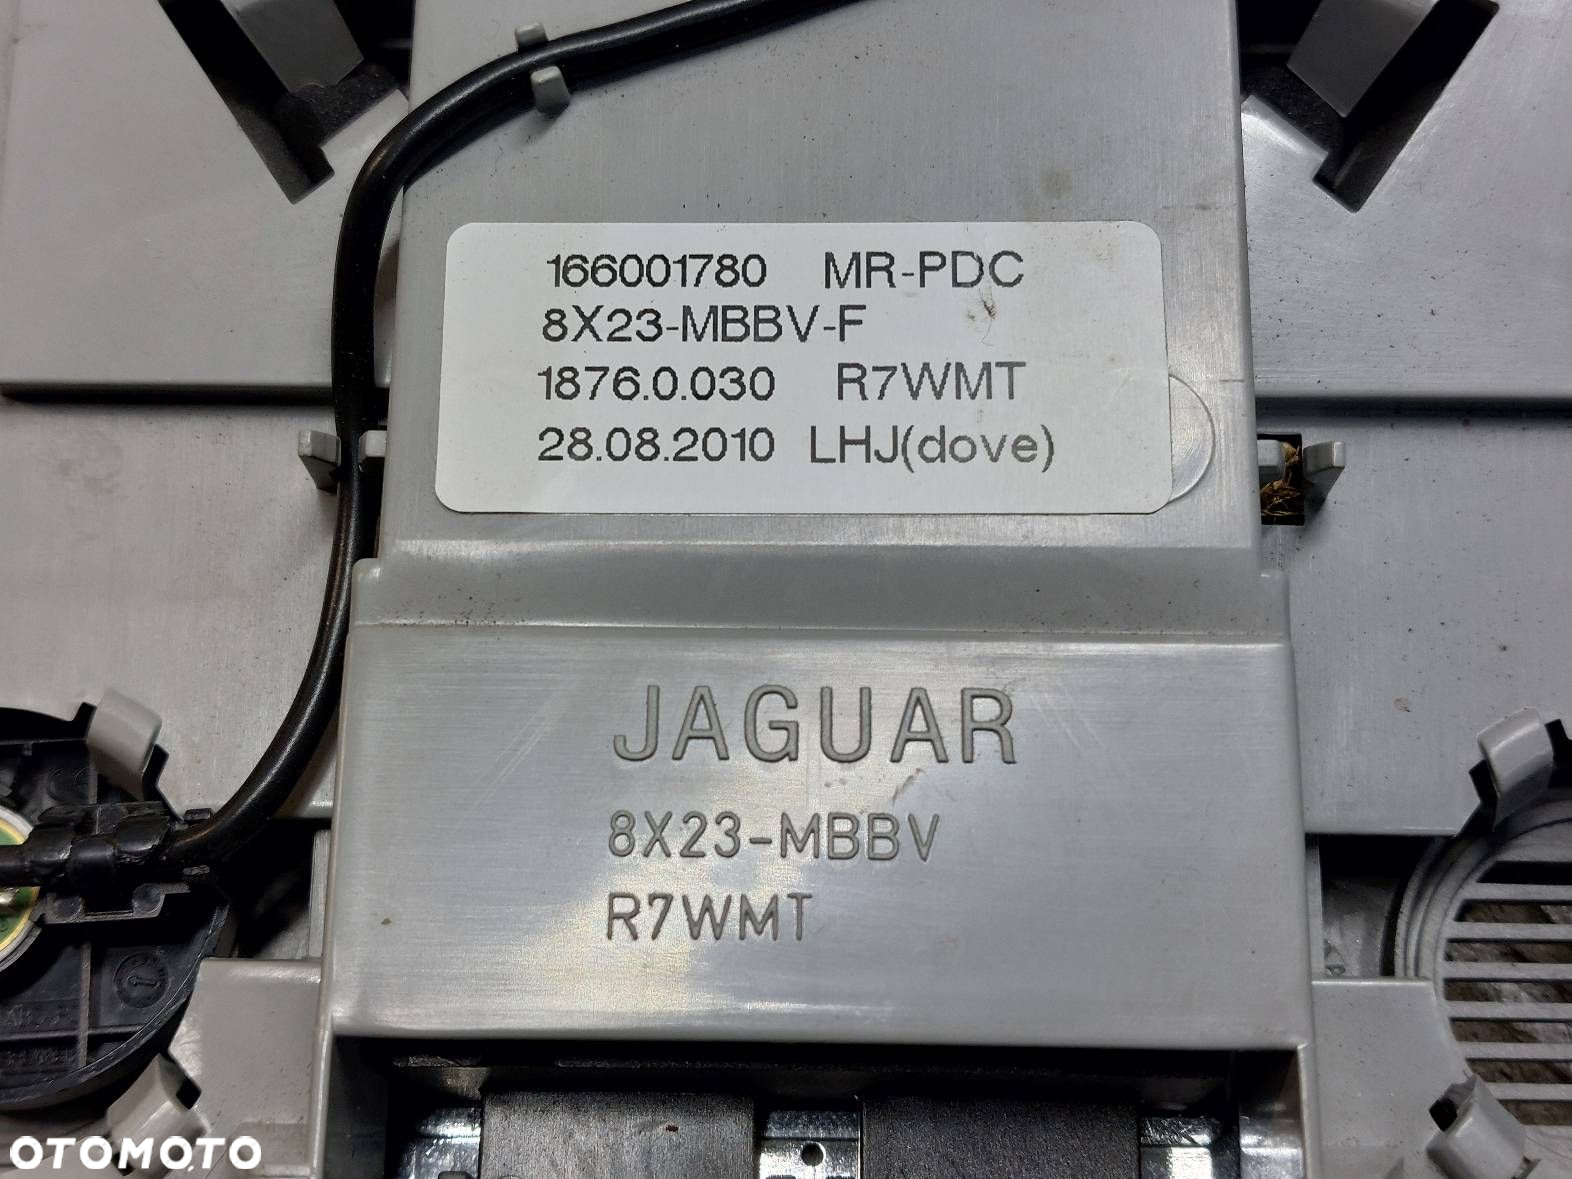 166001780 MR-PDC
8X23-MBBV-F
1876.0.030 R7WMT
28.08.2010 LHJ(dove)
JAGUAR
8X23-MBBV
R7WMT
OTOMOTO